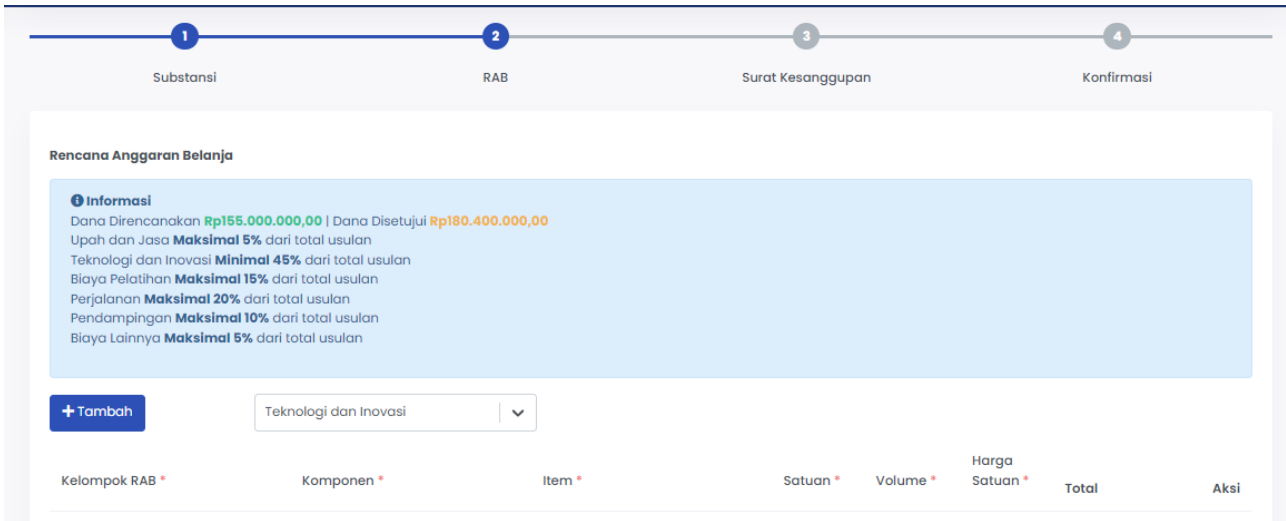 1 2 3 4
Substansi RAB Surat Kesanggupan Konfirmasi
Rencana Anggaran Belanja
Informasi
Dana Direncanakan Rp155.000.000,00 | Dana Disetujui Rp180.400.000,00
Upah dan Jasa Maksimal 5% dari total usulan
Teknologi dan Inovasi Minimal 45% dari total usulan
Biaya Pelatihan Maksimal 15% dari total usulan
Perjalanan Maksimal 20% dari total usulan
Pendampingan Maksimal 10% dari total usulan
Biaya Lainnya Maksimal 5% dari total usulan
+ Tambah Teknologi dan Inovasi
Kelompok RAB * Komponen * Item * Satuan * Volume * Harga Satuan * Total Aksi